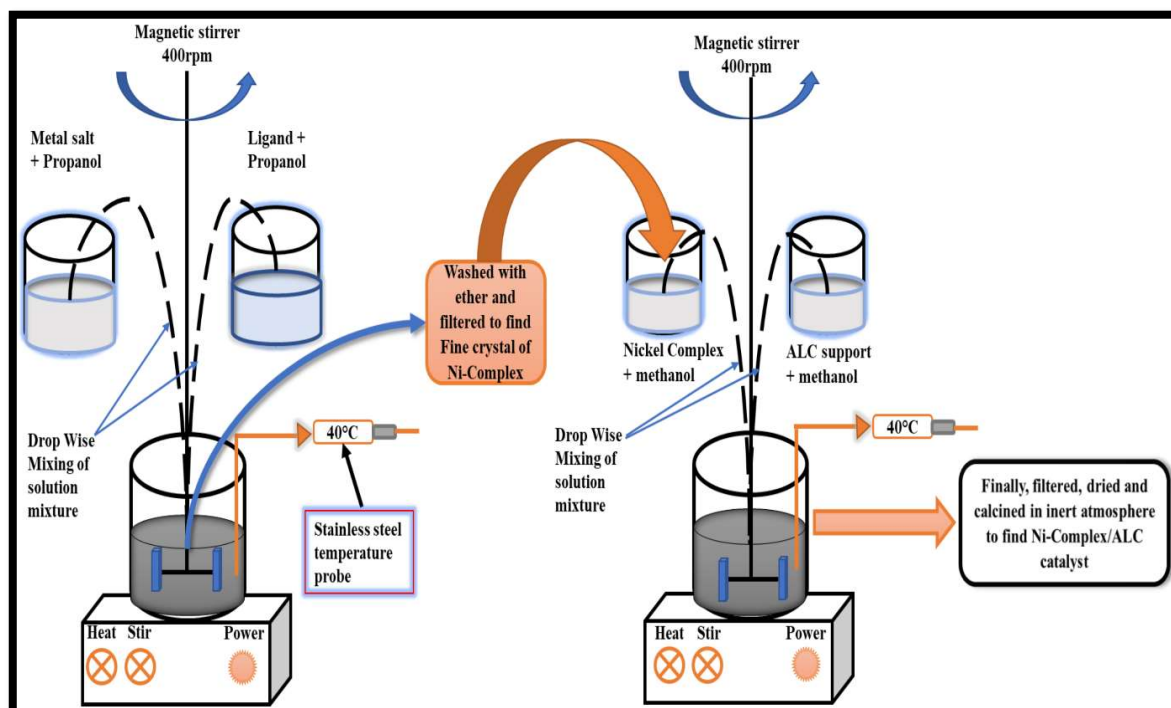 Magnetic stirrer
400rpm
Metal salt
+ Propanol
Ligand +
Propanol
Drop Wise
Mixing of
solution
mixture
40°C
Stainless steel
temperature
probe
Heat Stir Power
Washed with
ether and
filtered to find
Fine crystal of
Ni-Complex
Magnetic stirrer
400rpm
Nickel Complex
+ methanol
ALC support
+ methanol
Drop Wise
Mixing of
solution
mixture
40°C
Finally, filtered, dried and
calcined in inert atmosphere
to find Ni-Complex/ALC
catalyst
Heat Stir Power